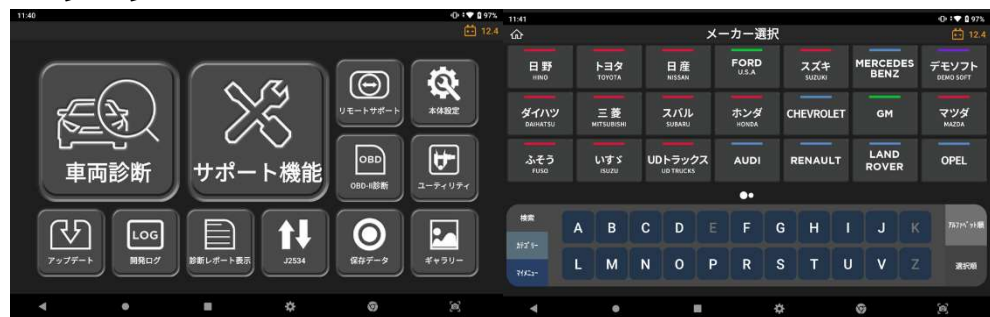 11:40
97%
12.4
車両診断
サポート機能
リモートサポート
本体設定
OBD
OBD-II診断
ユーティリティ
アップデート
LOG
開発ログ
診断レポート表示
J2534
保存データ
ギャラリー
11:41
97%
メーカー選択
12.4
日野
HINO
トヨタ
TOYOTA
日産
NISSAN
FORD
U.S.A
スズキ
SUZUKI
MERCEDES
BENZ
デモソフト
DEMO SOFT
ダイハツ
DAIHATSU
三菱
MITSUBISHI
スバル
SUBARU
ホンダ
HONDA
CHEVROLET
GM
マツダ
MAZDA
ふそう
FUSO
いすゞ
ISUZU
UDトラックス
UD TRUCKS
AUDI
RENAULT
LAND
ROVER
OPEL
検索
A B C D E F G H I J K
ｱﾙﾌｧﾍﾞｯﾄ順
ｶﾃｺﾞﾘｰ
ﾏｲﾒﾆｭｰ
L M N O P R S T U V Z
選択順